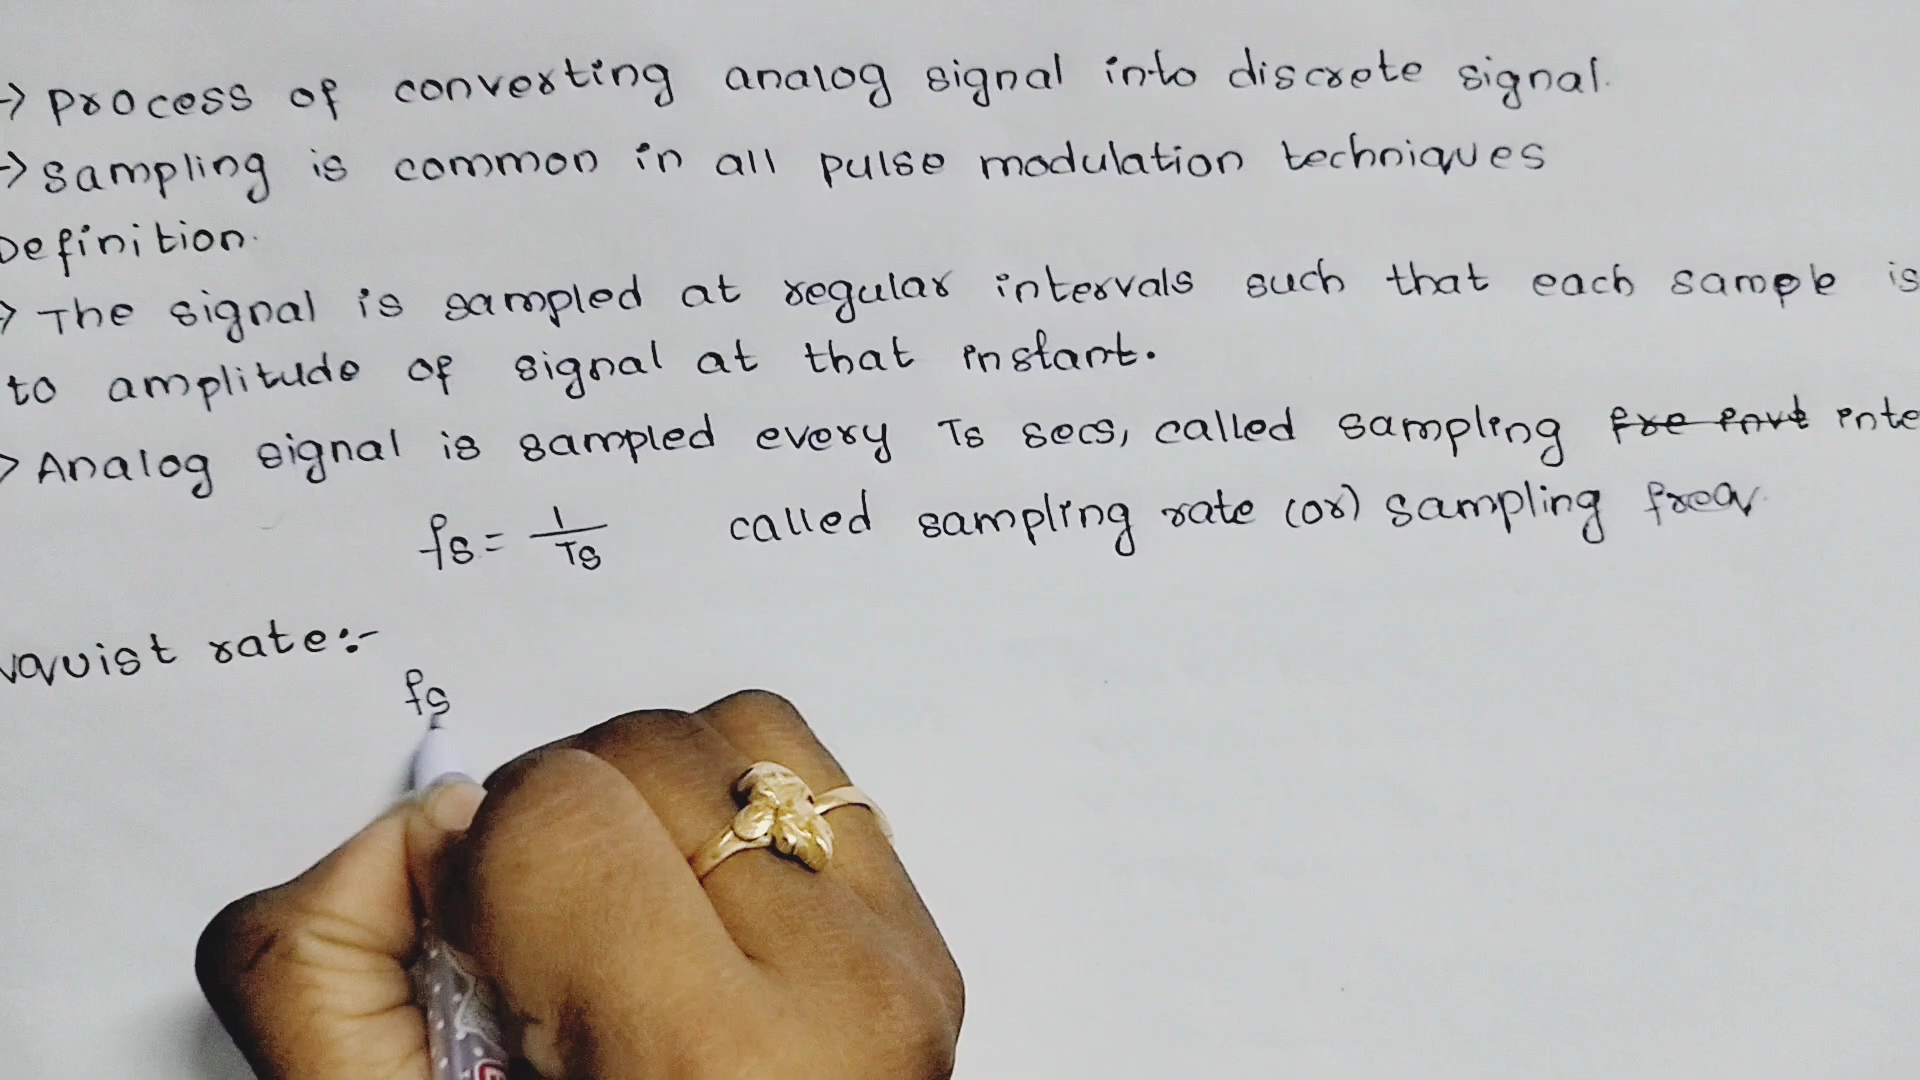 → process of converting analog signal into discrete signal.
→ sampling is common in all pulse modulation techniques
Definition.
→ The signal is sampled at regular intervals such that each sample is
to amplitude of signal at that instant.
→ Analog signal is sampled every Ts secs, called sampling inte
fs = 1/Ts called sampling rate (or) sampling freq.
quist rate:-
fs